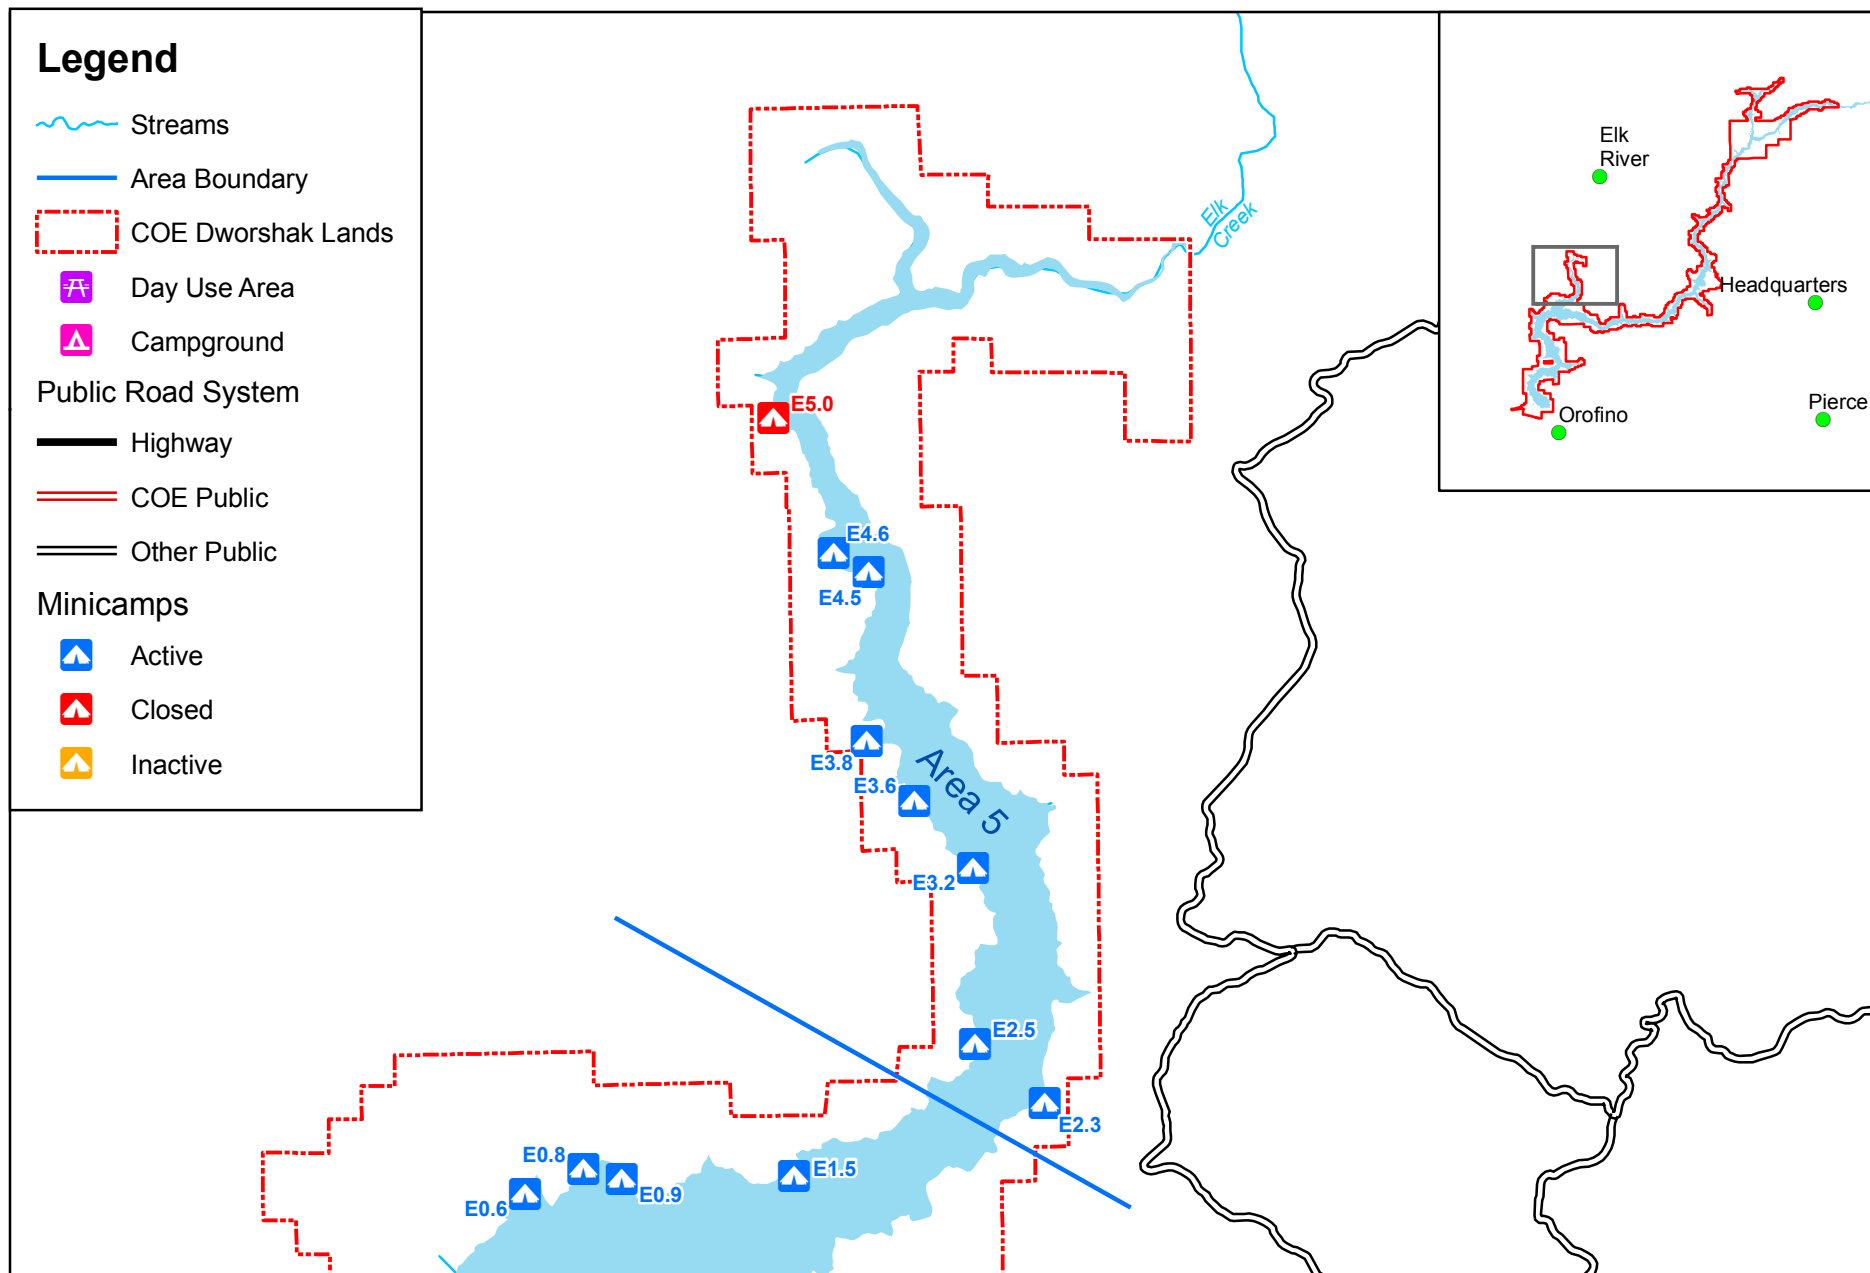 Legend
Streams
Area Boundary
COE Dworshak Lands
Day Use Area
Campground
Public Road System
Highway
COE Public
Other Public
Minicamps
Active
Closed
Inactive
Elk
Creek
E5.0
E4.6
E4.5
E3.8
E3.6
Area 5
E3.2
E2.5
E2.3
E1.5
E0.8
E0.9
E0.6
Elk
River
Headquarters
Pierce
Orofino